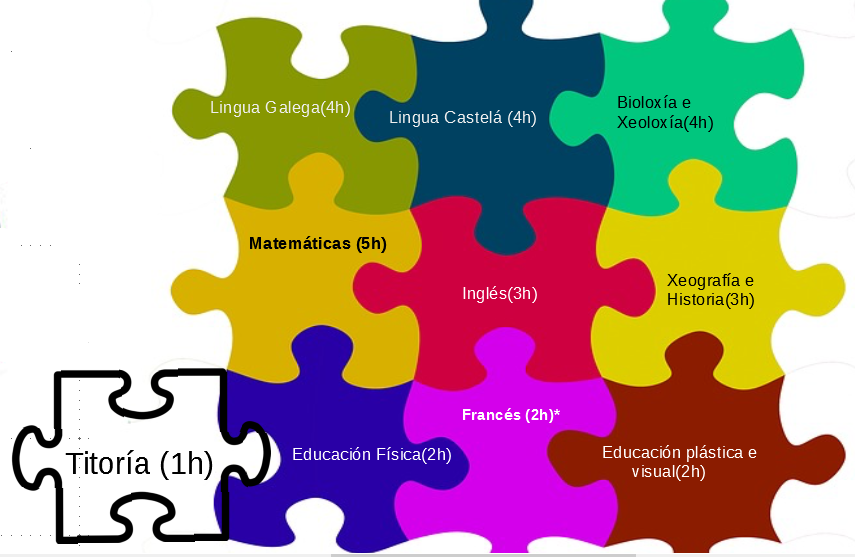 Lingua Galega(4h)
Lingua Castelá (4h)
Bioloxía e
Xeoloxía(4h)
Matemáticas (5h)
Inglés(3h)
Xeografía e
Historia(3h)
Titoría (1h)
Educación Física(2h)
Francés (2h)*
Educación plástica e
visual(2h)